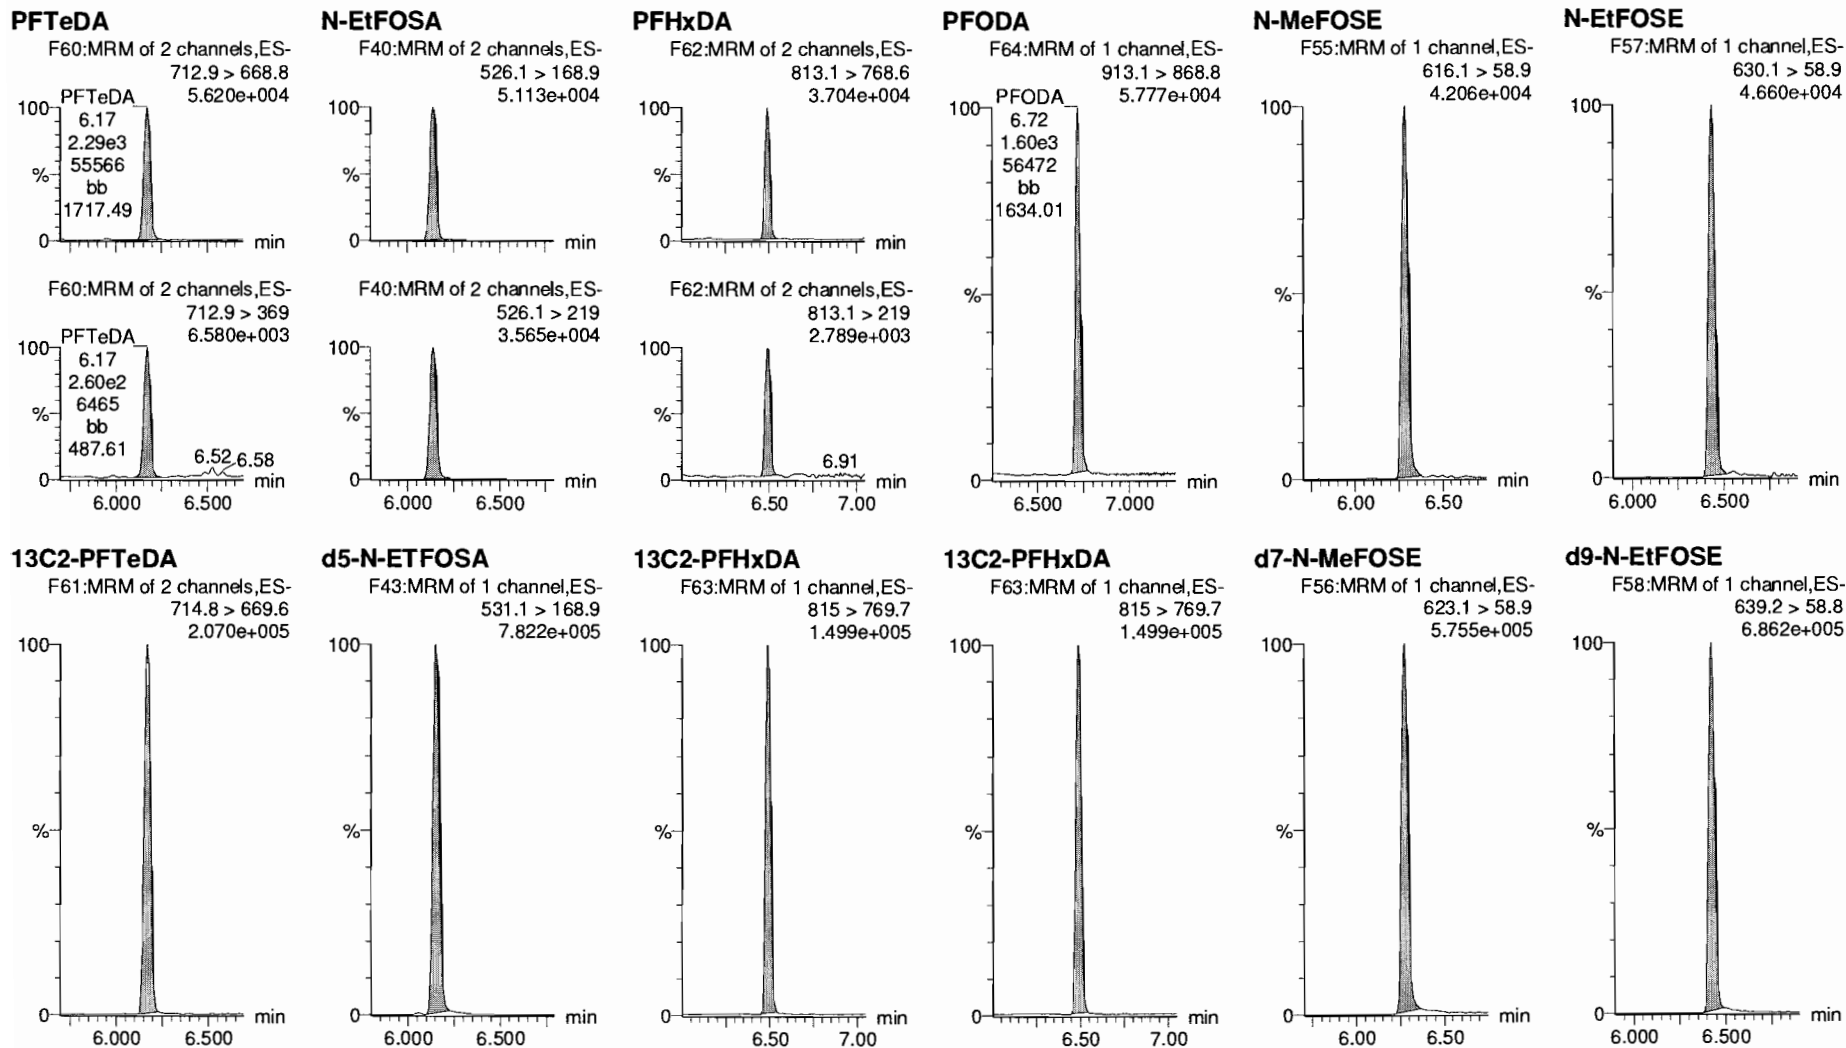 PFTeDA
F60:MRM of 2 channels,ES-
712.9 > 668.8
5.620e+004
100
PFTeDA
6.17
2.29e3
55566
bb
1717.49
%
0
min
F60:MRM of 2 channels,ES-
712.9 > 369
6.580e+003
100
PFTeDA
6.17
2.60e2
6465
bb
487.61
%
6.52
6.58
0
min
6.000
6.500
N-EtFOSA
F40:MRM of 2 channels,ES-
526.1 > 168.9
5.113e+004
100
%
0
min
F40:MRM of 2 channels,ES-
526.1 > 219
3.565e+004
100
%
0
min
6.000
6.500
PFHxDA
F62:MRM of 2 channels,ES-
813.1 > 768.6
3.704e+004
100
%
0
min
F62:MRM of 2 channels,ES-
813.1 > 219
2.789e+003
100
%
6.91
0
min
6.50
7.00
PFODA
F64:MRM of 1 channel,ES-
913.1 > 868.8
5.777e+004
100
PFODA
6.72
1.60e3
56472
bb
1634.01
%
0
min
6.500
7.000
N-MeFOSE
F55:MRM of 1 channel,ES-
616.1 > 58.9
4.206e+004
100
%
0
min
6.00
6.50
N-EtFOSE
F57:MRM of 1 channel,ES-
630.1 > 58.9
4.660e+004
100
%
0
min
6.000
6.500
13C2-PFTeDA
F61:MRM of 2 channels,ES-
714.8 > 669.6
2.070e+005
100
%
0
min
6.000
6.500
d5-N-ETFOSA
F43:MRM of 1 channel,ES-
531.1 > 168.9
7.822e+005
100
%
0
min
6.000
6.500
13C2-PFHxDA
F63:MRM of 1 channel,ES-
815 > 769.7
1.499e+005
100
%
0
min
6.50
7.00
13C2-PFHxDA
F63:MRM of 1 channel,ES-
815 > 769.7
1.499e+005
100
%
0
min
6.50
7.00
d7-N-MeFOSE
F56:MRM of 1 channel,ES-
623.1 > 58.9
5.755e+005
100
%
0
min
6.00
6.50
d9-N-EtFOSE
F58:MRM of 1 channel,ES-
639.2 > 58.8
6.862e+005
100
%
0
min
6.000
6.500